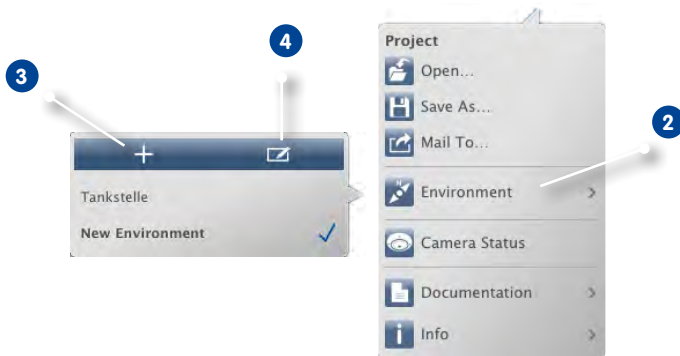 4
3
2
Project
Open...
Save As...
Mail To...
Environment
Camera Status
Documentation
Info
Tankstelle
New Environment